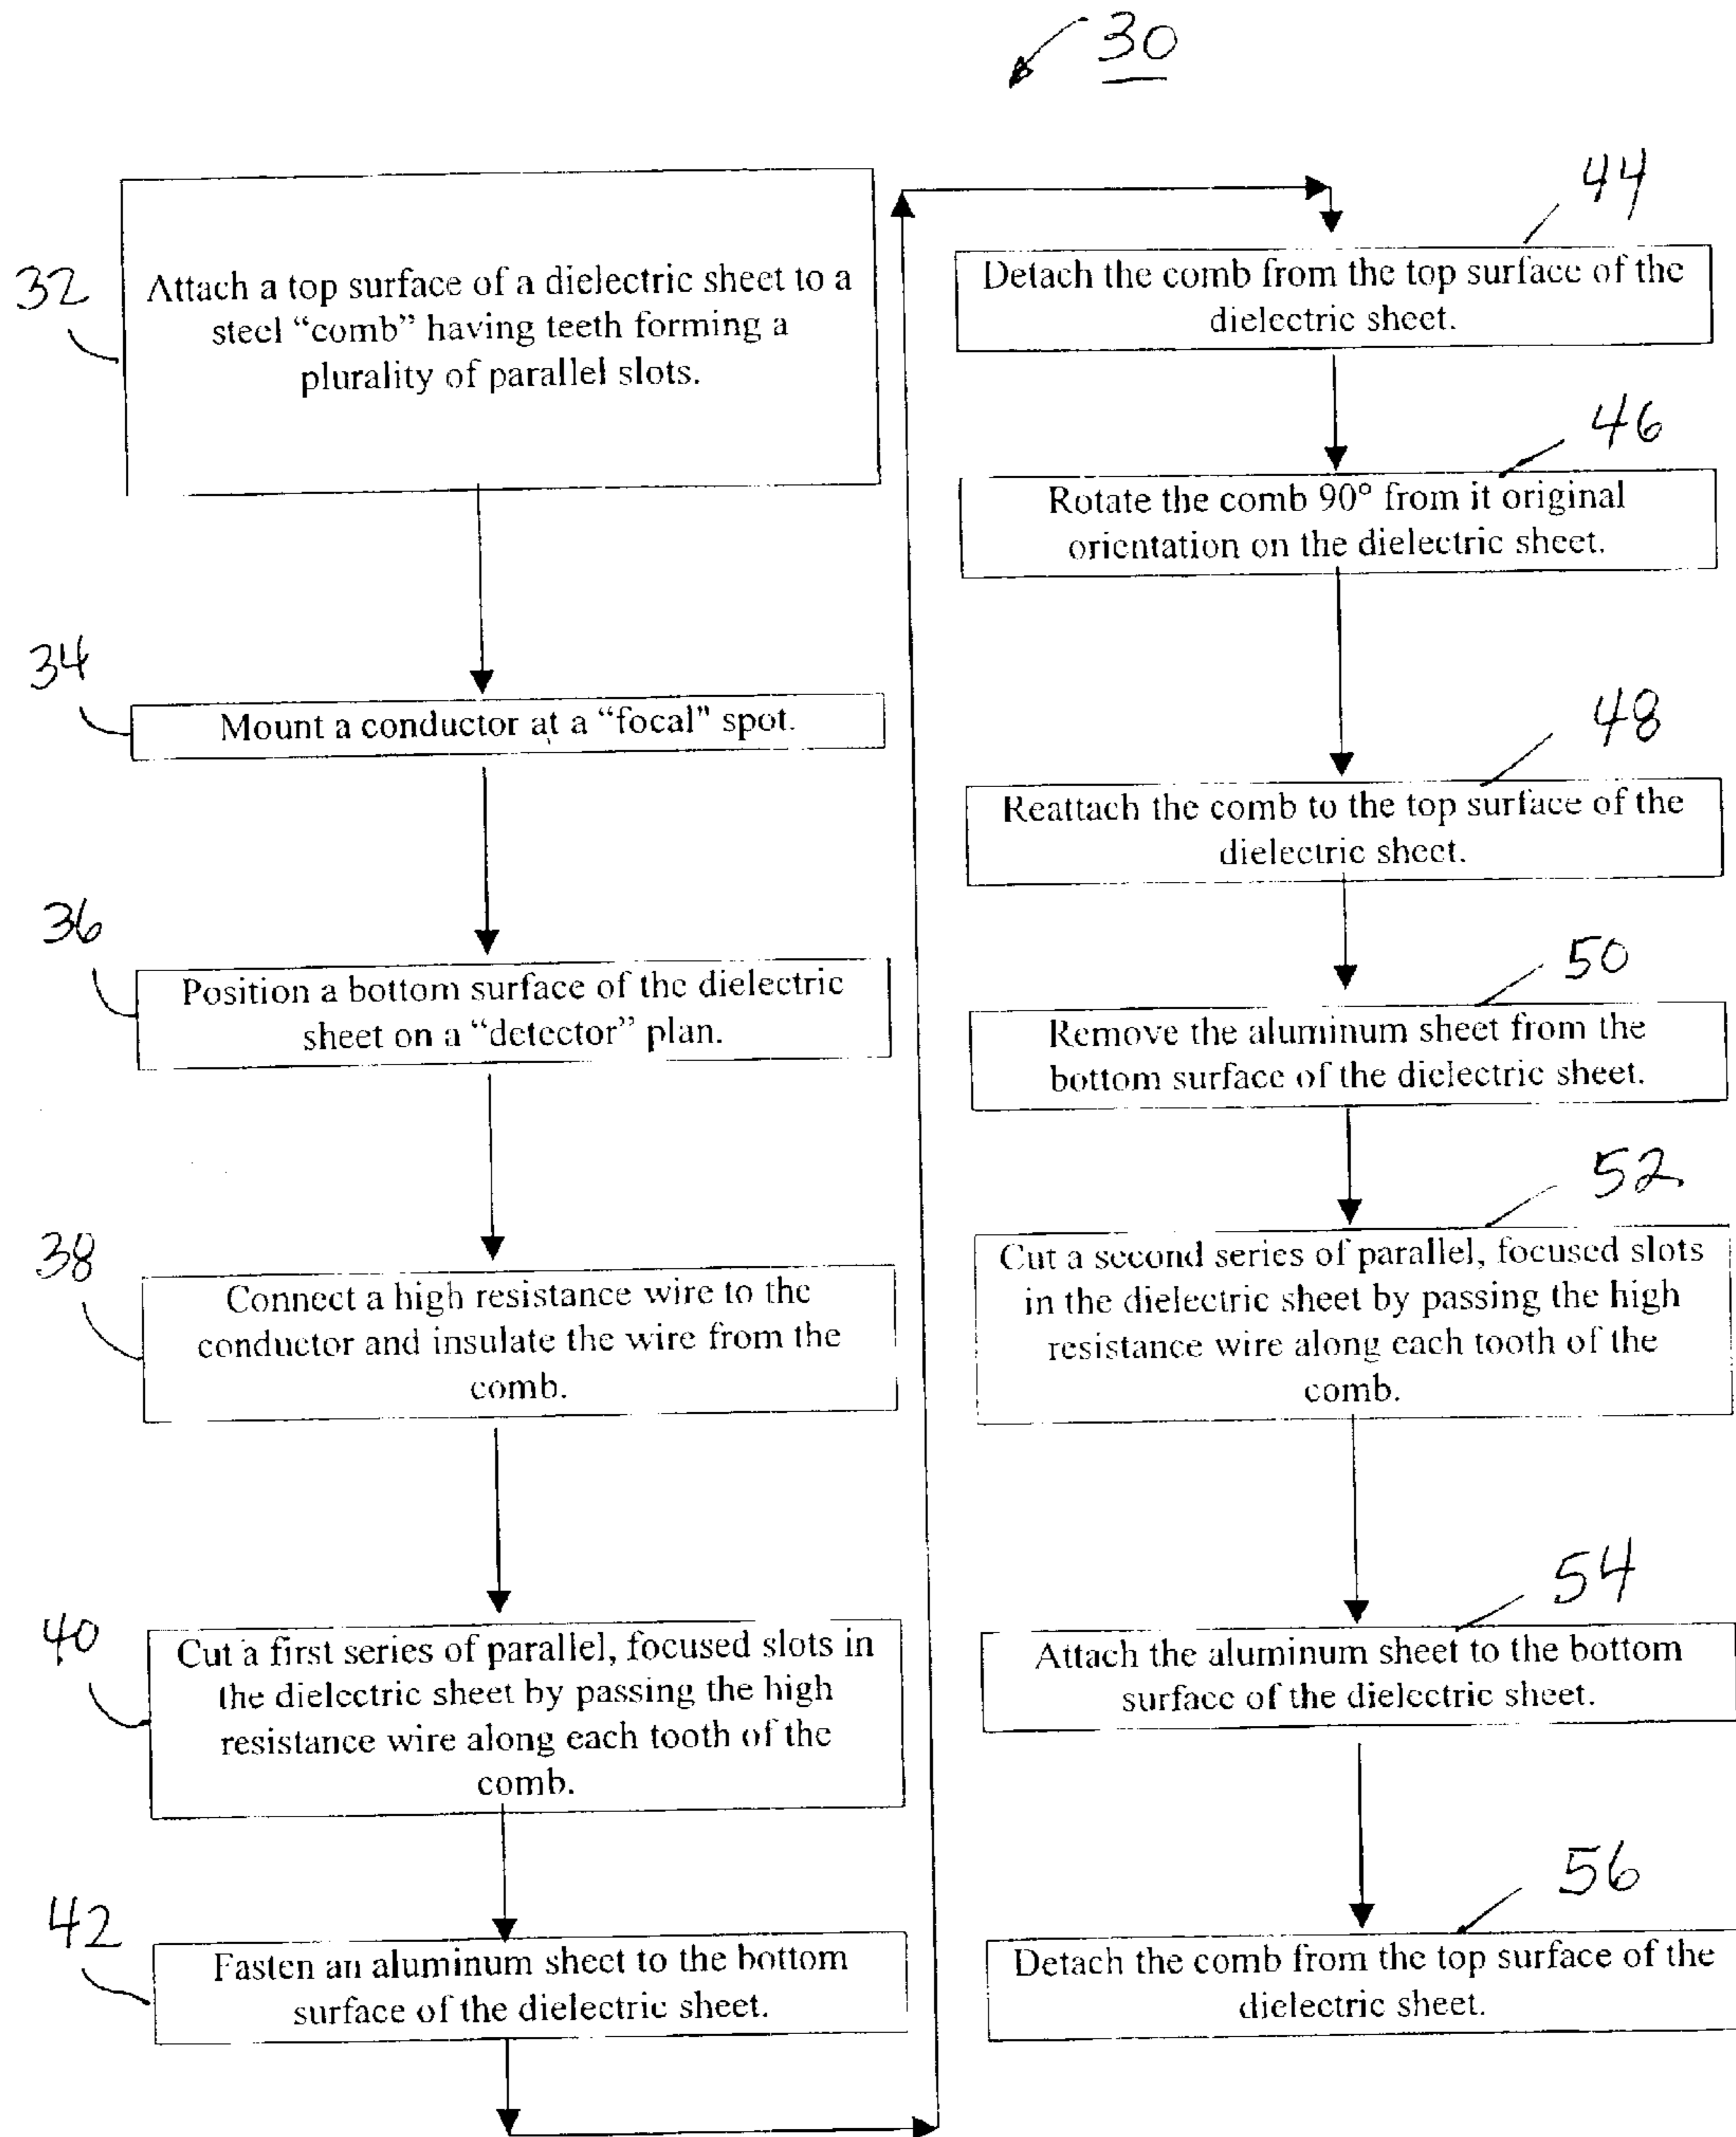 30
32
Attach a top surface of a dielectric sheet to a
steel “comb” having teeth forming a
plurality of parallel slots.
34
Mount a conductor at a “focal” spot.
36
Position a bottom surface of the dielectric
sheet on a “detector” plan.
38
Connect a high resistance wire to the
conductor and insulate the wire from the
comb.
40
Cut a first series of parallel, focused slots in
the dielectric sheet by passing the high
resistance wire along each tooth of the
comb.
42
Fasten an aluminum sheet to the bottom
surface of the dielectric sheet.
44
Detach the comb from the top surface of the
dielectric sheet.
46
Rotate the comb 90° from it original
orientation on the dielectric sheet.
48
Reattach the comb to the top surface of the
dielectric sheet.
50
Remove the aluminum sheet from the
bottom surface of the dielectric sheet.
52
Cut a second series of parallel, focused slots
in the dielectric sheet by passing the high
resistance wire along each tooth of the
comb.
54
Attach the aluminum sheet to the bottom
surface of the dielectric sheet.
56
Detach the comb from the top surface of the
dielectric sheet.